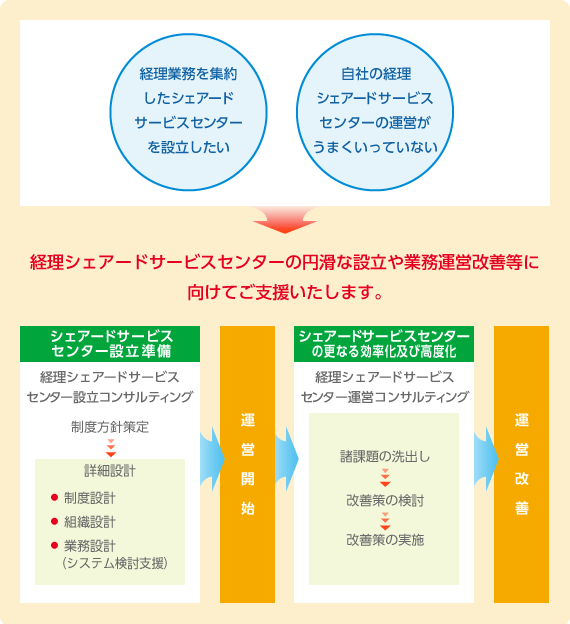 経理業務を集約
したシェアード
サービスセンター
を設立したい
自社の経理
シェアードサービス
センターの運営が
うまくいっていない
経理シェアードサービスセンターの円滑な設立や業務運営改善等に
向けてご支援いたします。
シェアードサービス
センター設立準備
経理シェアードサービス
センター設立コンサルティング
制度方針策定
詳細設計
● 制度設計
● 組織設計
● 業務設計
（システム検討支援）
運営開始
シェアードサービスセンター
の更なる効率化及び高度化
経理シェアードサービス
センター運営コンサルティング
諸課題の洗出し
改善策の検討
改善策の実施
運営改善